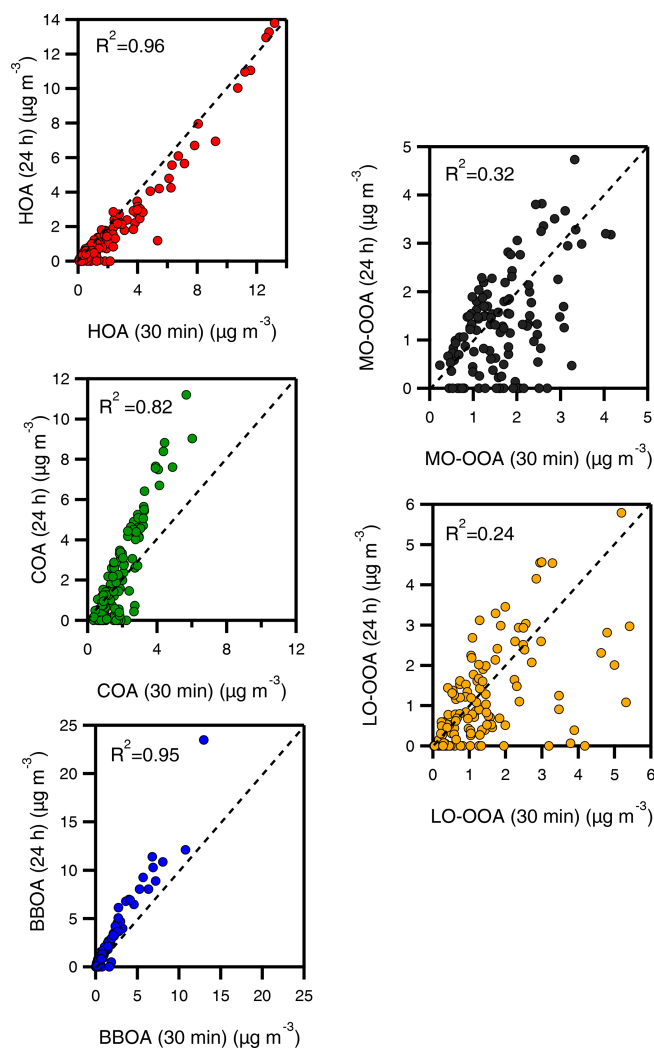 14
12
10
8
6
4
2
0
HOA (24 h) (µg m⁻³)
R²=0.96
0 4 8 12
HOA (30 min) (µg m⁻³)
5
4
3
2
1
0
MO-OOA (24 h) (µg m⁻³)
R²=0.32
0 1 2 3 4 5
MO-OOA (30 min) (µg m⁻³)
12
10
8
6
4
2
0
COA (24 h) (µg m⁻³)
R² =0.82
0 4 8 12
COA (30 min) (µg m⁻³)
6
5
4
3
2
1
0
LO-OOA (24 h) (µg m⁻³)
R²=0.24
0 1 2 3 4 5 6
LO-OOA (30 min) (µg m⁻³)
25
20
15
10
5
0
BBOA (24 h) (µg m⁻³)
R²=0.95
0 5 10 15 20 25
BBOA (30 min) (µg m⁻³)